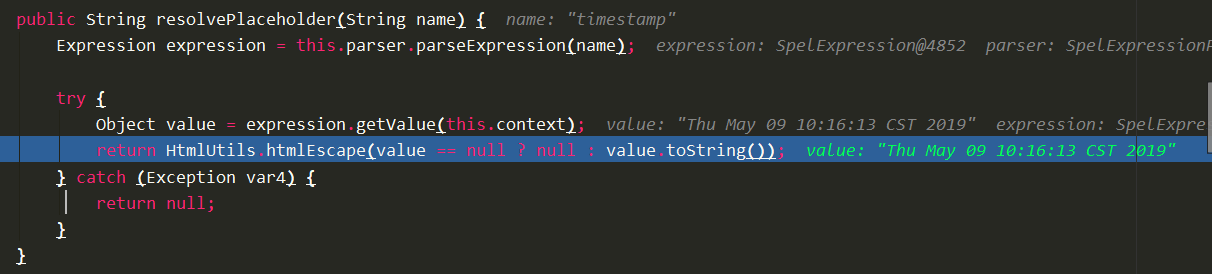 public String resolvePlaceholder(String name) {  name: "timestamp"
    Expression expression = this.parser.parseExpression(name);  expression: SpelExpression@4852  parser: SpelExpressionP
    try {
        Object value = expression.getValue(this.context);  value: "Thu May 09 10:16:13 CST 2019"  expression: SpelExpre
        return HtmlUtils.htmlEscape(value == null ? null : value.toString());  value: "Thu May 09 10:16:13 CST 2019"
    } catch (Exception var4) {
        return null;
    }
}